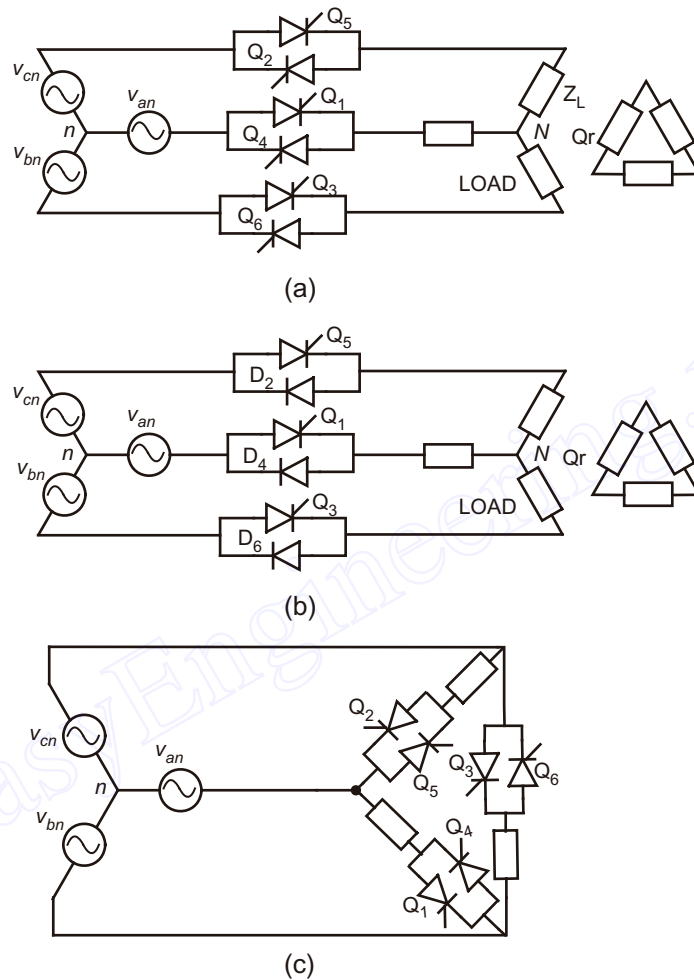 Q5
Q2
vcn
van
Q1
ZL
n
Q4
N
Qr
vbn
Q3
LOAD
Q6
(a)
Q5
D2
vcn
van
Q1
n
D4
N
Qr
vbn
Q3
LOAD
D6
(b)
Q2
vcn
van
Q5
Q3
Q6
n
Q4
vbn
Q1
(c)
asyEngineering.